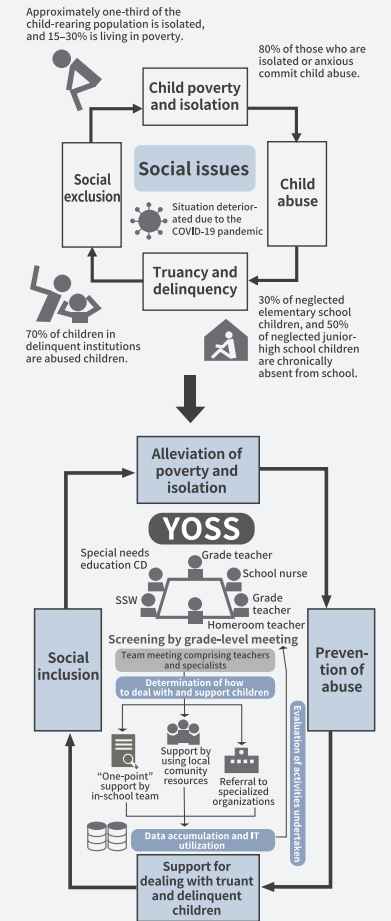 Approximately one-third of the
child-rearing population is isolated,
and 15–30% is living in poverty.
80% of those who are
isolated or anxious
commit child abuse.
Child poverty
and isolation
Social
exclusion
Social issues
Situation deterior-
ated due to the
COVID-19 pandemic
Child
abuse
Truancy and
delinquency
70% of children in
delinquent institutions
are abused children.
30% of neglected
elementary school
children, and 50%
of neglected junior-
high school children
are chronically
absent from school.
Alleviation of
poverty and
isolation
YOSS
Special needs
education CD
Grade teacher
School nurse
SSW
Grade
teacher
Homeroom teacher
Screening by grade-level meeting
Social
inclusion
Preven-
tion of
abuse
Team meeting comprising teachers
and specialists
Determination of how
to deal with and support children
"One-point"
support by
in-school team
Support by
using local
comunity
resources
Referral to
specialized
organizations
Evaluation of activities undertaken
Data accumulation and IT
utilization
Support for
dealing with truant
and delinquent
children